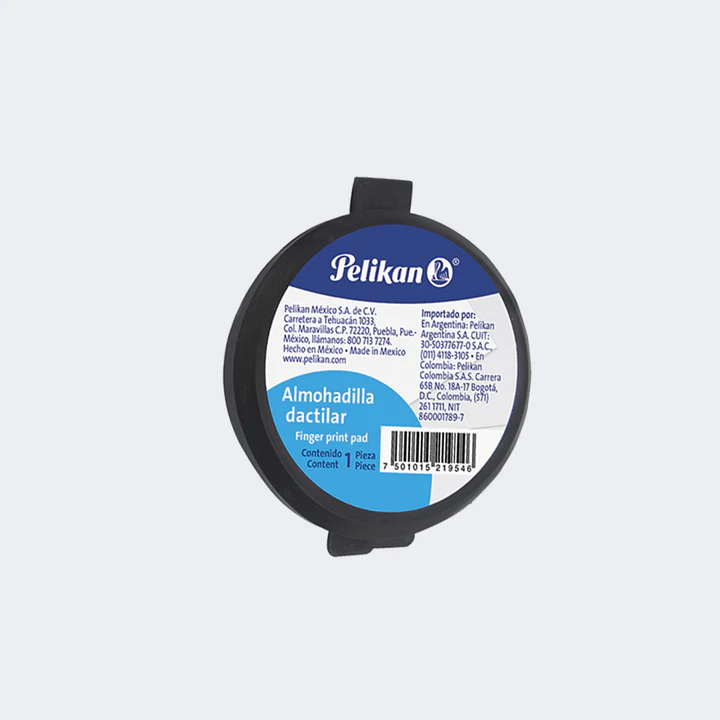 Pelikan ®
Pelikan México S.A. de C.V.
Carretera a Tehuacán 1033,
Col. Maravillas C.P. 72220, Puebla, Pue.-
México, llámanos: 800 713 7274.
Hecho en México • Made in Mexico
www.pelikan.com
Importado por:
En Argentina: Pelikan
Argentina S.A. CUIT:
30-50377677-0 S.A.C.
(011) 4118-3105 • En
Colombia: Pelikan
Colombia S.A.S. Carrera
65B No. 18A-17 Bogotá,
D.C., Colombia, (571)
261 1711, NIT
860001789-7
Almohadilla
dactilar
Finger print pad
Contenido 1 Pieza
Content Piece
7 501015 219546